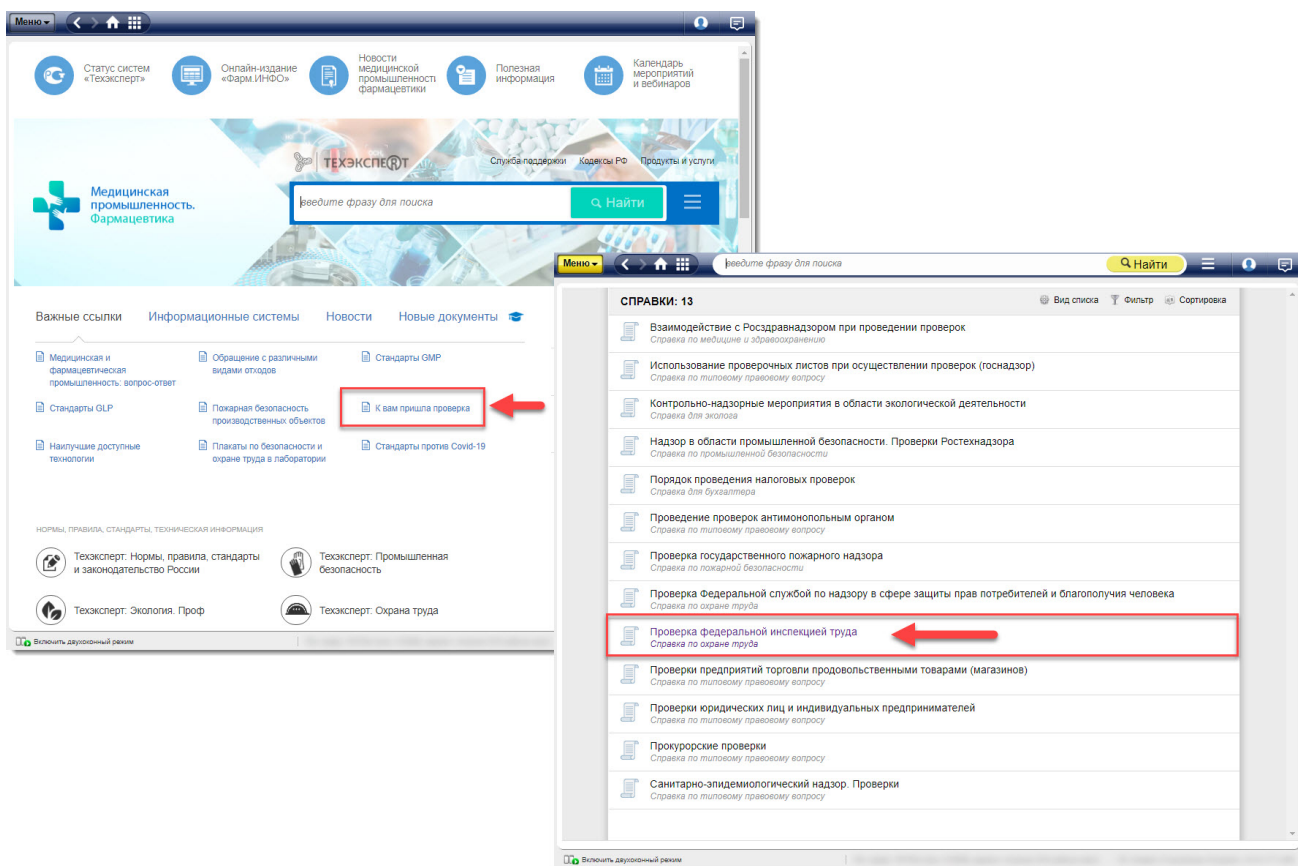 Меню
Статус систем
«Техэксперт»
Онлайн-издание
«Фарм.ИНФО»
Новости
медицинской
промышленност
фармацевтики
Полезная
информация
Календарь
мероприятий
и вебинаров
ТЕХЭКСПЕRТ
Служба поддержки Кодексы РФ Продукты и услуги
Медицинская
промышленность.
Фармацевтика
введите фразу для поиска
Найти
Важные ссылки Информационные системы Новости Новые документы
Медицинская и
фармацевтическая
промышленность: вопрос-ответ
Обращение с различными
видами отходов
Стандарты GMP
Стандарты GLP
Пожарная безопасность
производственных объектов
К вам пришла проверка
Наилучшие доступные
технологии
Плакаты по безопасности и
охране труда в лаборатории
Стандарты против Covid-19
НОРМЫ, ПРАВИЛА, СТАНДАРТЫ, ТЕХНИЧЕСКАЯ ИНФОРМАЦИЯ
Техэксперт: Нормы, правила, стандарты
и законодательство России
Техэксперт: Промышленная
безопасность
Техэксперт: Экология. Проф
Техэксперт: Охрана труда
Включить двухоконный режим
Меню
введите фразу для поиска
Найти
СПРАВКИ: 13
Вид списка Фильтр Сортировка
Взаимодействие с Росздравнадзором при проведении проверок
Справка по медицине и здравоохранению
Использование проверочных листов при осуществлении проверок (госнадзор)
Справка по типовому правовому вопросу
Контрольно-надзорные мероприятия в области экологической деятельности
Справка для эколога
Надзор в области промышленной безопасности. Проверки Ростехнадзора
Справка по промышленной безопасности
Порядок проведения налоговых проверок
Справка для бухгалтера
Проведение проверок антимонопольным органом
Справка по типовому правовому вопросу
Проверка государственного пожарного надзора
Справка по пожарной безопасности
Проверка Федеральной службой по надзору в сфере защиты прав потребителей и благополучия человека
Справка по охране труда
Проверка федеральной инспекцией труда
Справка по охране труда
Проверки предприятий торговли продовольственными товарами (магазинов)
Справка по типовому правовому вопросу
Проверки юридических лиц и индивидуальных предпринимателей
Справка по типовому правовому вопросу
Прокурорские проверки
Справка по типовому правовому вопросу
Санитарно-эпидемиологический надзор. Проверки
Справка по типовому правовому вопросу
Включить двухоконный режим